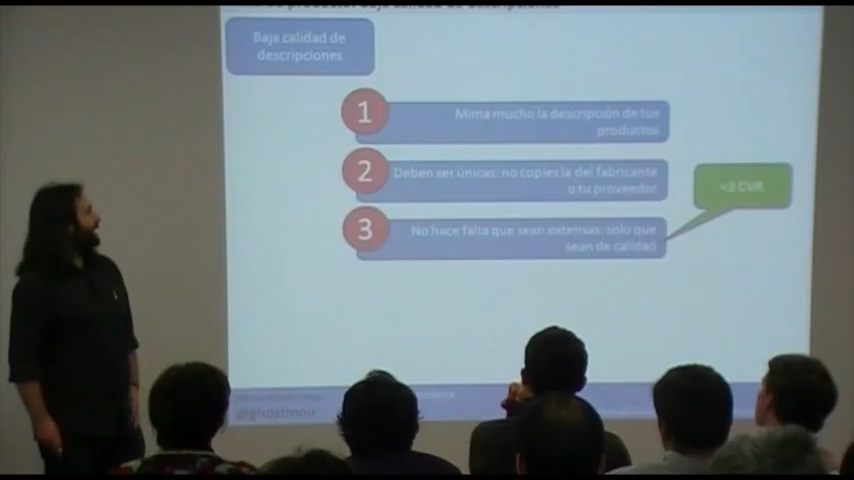 Baja calidad de
descripciones
1
Mima mucho la descripción de tus
productos
2
Deben ser únicas: no copies la del fabricante
o tu proveedor
3
No hace falta que sean extensas; solo que
sean de calidad
<3 CVR
@ghostmou